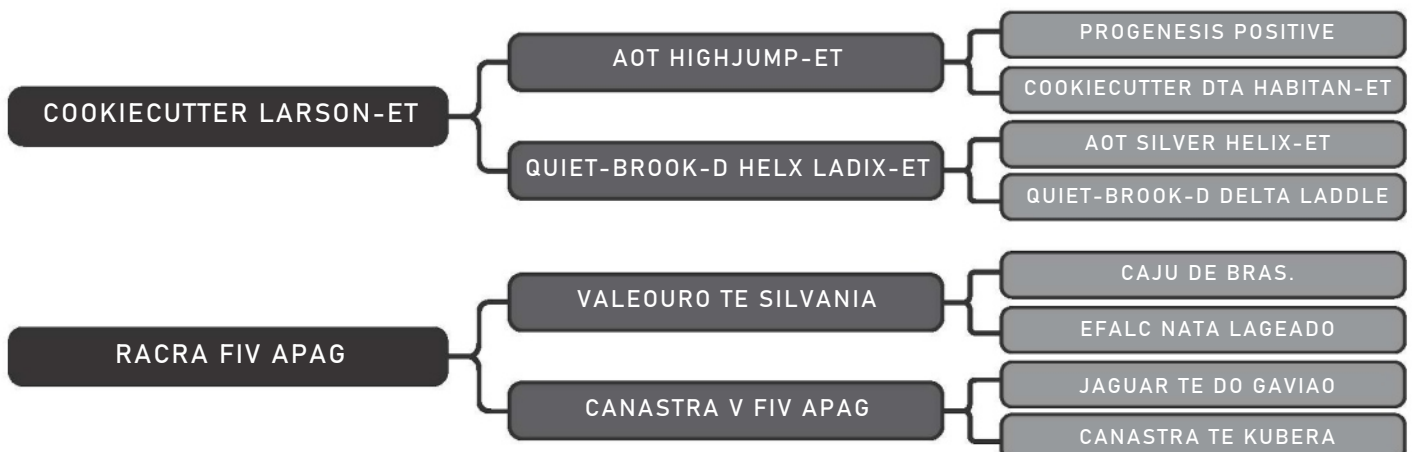 PROGENESIS POSITIVE
AOT HIGHJUMP-ET
COOKIECUTTER DTA HABITAN-ET
COOKIECUTTER LARSON-ET
AOT SILVER HELIX-ET
QUIET-BROOK-D HELX LADIX-ET
QUIET-BROOK-D DELTA LADDLE
CAJU DE BRAS.
VALEOURO TE SILVANIA
EFALC NATA LAGEADO
RACRA FIV APAG
JAGUAR TE DO GAVIAO
CANASTRA V FIV APAG
CANASTRA TE KUBERA